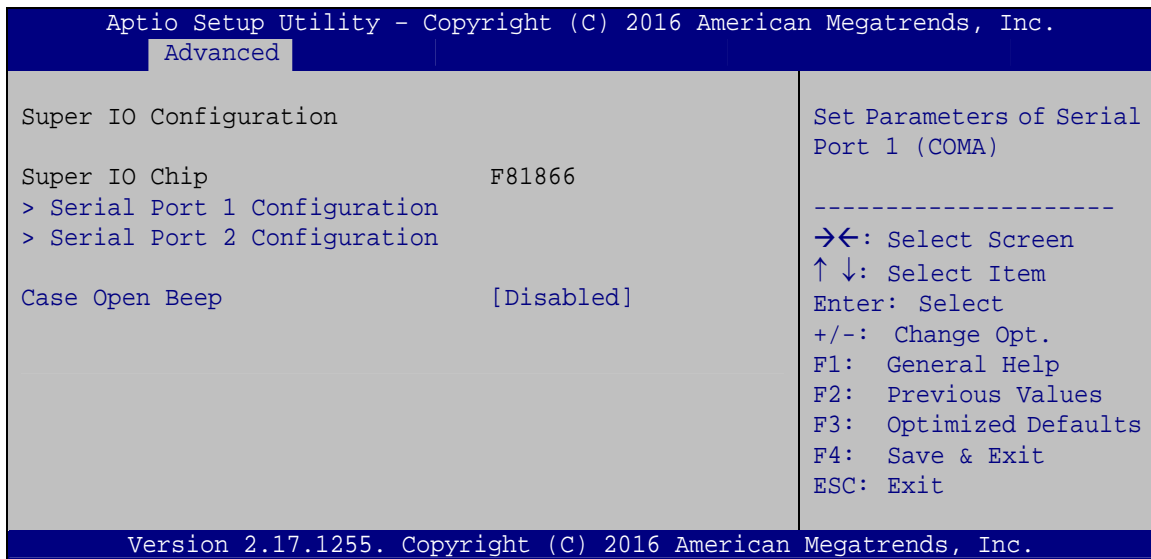 Aptio Setup Utility – Copyright (C) 2016 American Megatrends, Inc.
Advanced
Super IO Configuration
Super IO Chip F81866
> Serial Port 1 Configuration
> Serial Port 2 Configuration
Case Open Beep [Disabled]
Set Parameters of Serial
Port 1 (COMA)
---------------------
→←: Select Screen
↑ ↓: Select Item
Enter: Select
+/-: Change Opt.
F1: General Help
F2: Previous Values
F3: Optimized Defaults
F4: Save & Exit
ESC: Exit
Version 2.17.1255. Copyright (C) 2016 American Megatrends, Inc.